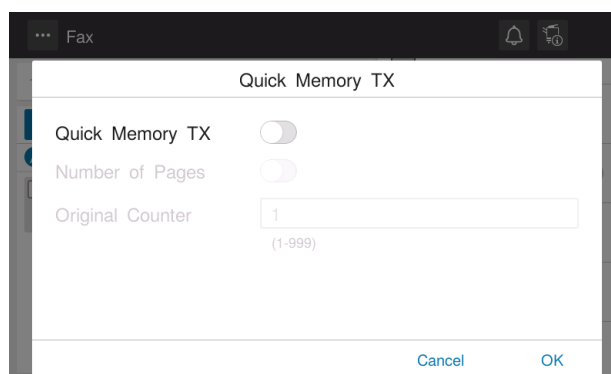 Fax
Quick Memory TX
Quick Memory TX
Number of Pages
Original Counter
1
(1-999)
Cancel
OK